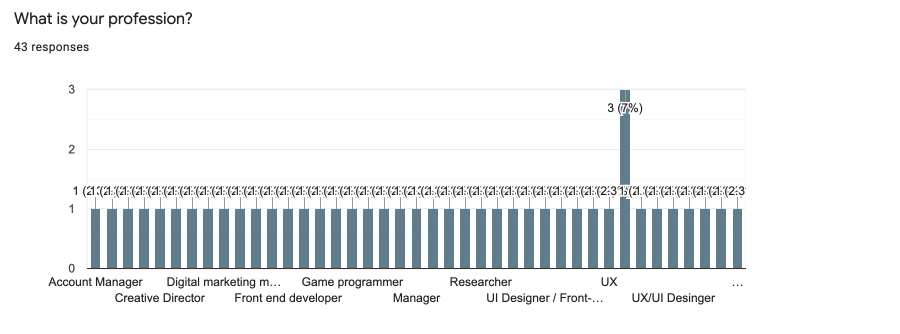 What is your profession?
43 responses
3
3 (7%)
2
1
0
Account Manager
Digital marketing m...
Game programmer
Researcher
UX
...
Creative Director
Front end developer
Manager
UI Designer / Front-...
UX/UI Desinger